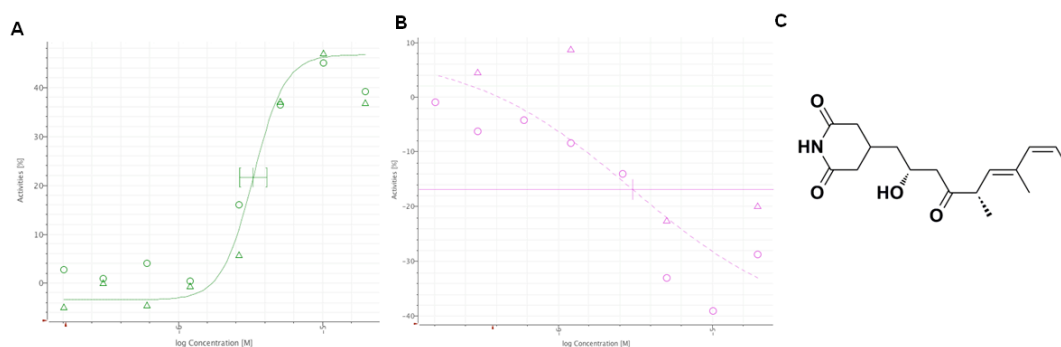 A
B
C
Activities [%]
40
30
20
10
0
-6
-5
log Concentration [M]
Activities [%]
10
0
-10
-20
-30
-40
-6
-5
log Concentration [M]
O
HN
O
HO
O